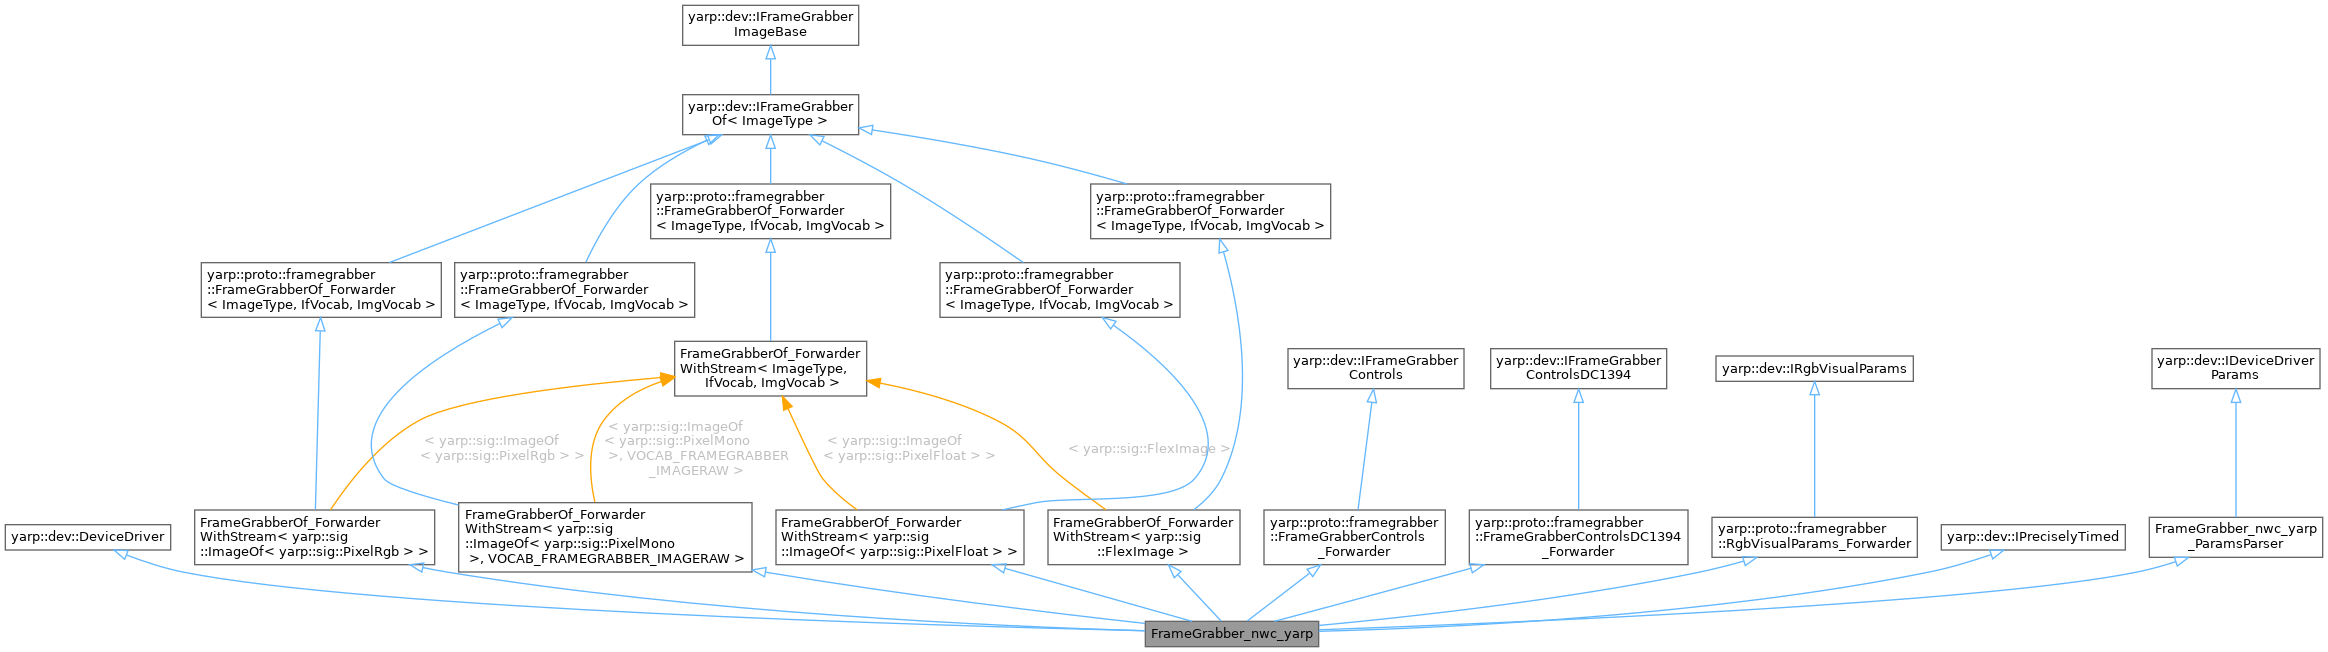 yarp::dev::IFrameGrabber
ImageBase
yarp::dev::IFrameGrabber
Of< ImageType >
yarp::proto::framegrabber
::FrameGrabberOf_Forwarder
< ImageType, IfVocab, ImgVocab >
yarp::proto::framegrabber
::FrameGrabberOf_Forwarder
< ImageType, IfVocab, ImgVocab >
yarp::proto::framegrabber
::FrameGrabberOf_Forwarder
< ImageType, IfVocab, ImgVocab >
yarp::proto::framegrabber
::FrameGrabberOf_Forwarder
< ImageType, IfVocab, ImgVocab >
yarp::proto::framegrabber
::FrameGrabberOf_Forwarder
< ImageType, IfVocab, ImgVocab >
FrameGrabberOf_Forwarder
WithStream< ImageType,
IfVocab, ImgVocab >
yarp::dev::IFrameGrabber
Controls
yarp::dev::IFrameGrabber
ControlsDC1394
yarp::dev::IRgbVisualParams
yarp::dev::IDeviceDriver
Params
< yarp::sig::ImageOf
< yarp::sig::PixelRgb > >
< yarp::sig::ImageOf
< yarp::sig::PixelMono
>, VOCAB_FRAMEGRABBER
_IMAGERAW >
< yarp::sig::ImageOf
< yarp::sig::PixelFloat > >
< yarp::sig::FlexImage >
yarp::dev::DeviceDriver
FrameGrabberOf_Forwarder
WithStream< yarp::sig
::ImageOf< yarp::sig::PixelRgb > >
FrameGrabberOf_Forwarder
WithStream< yarp::sig
::ImageOf< yarp::sig::PixelMono
>, VOCAB_FRAMEGRABBER_IMAGERAW >
FrameGrabberOf_Forwarder
WithStream< yarp::sig
::ImageOf< yarp::sig::PixelFloat > >
FrameGrabberOf_Forwarder
WithStream< yarp::sig
::FlexImage >
yarp::proto::framegrabber
::FrameGrabberControls
_Forwarder
yarp::proto::framegrabber
::FrameGrabberControlsDC1394
_Forwarder
yarp::proto::framegrabber
::RgbVisualParams_Forwarder
yarp::dev::IPreciselyTimed
FrameGrabber_nwc_yarp
_ParamsParser
FrameGrabber_nwc_yarp